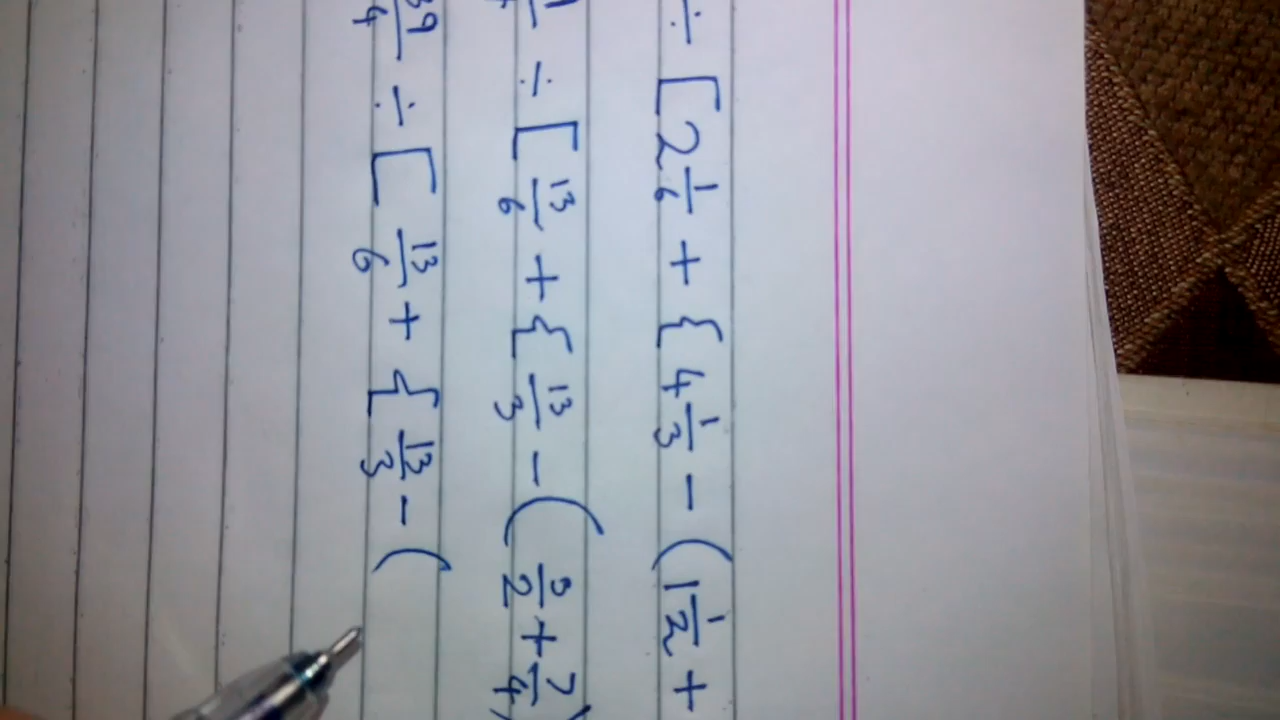 ÷ [2 1/6 + {4 1/3 - (1 1/2 +
÷ [13/6 + {13/3 - (3/2 + 7/4)
39/4 ÷ [13/6 + {13/3 - (